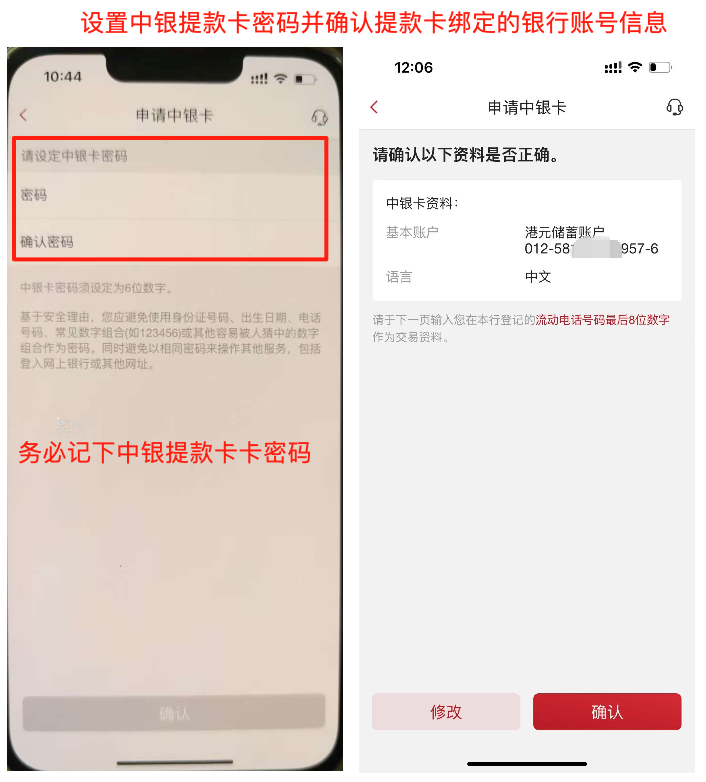 设置中银提款卡密码并确认提款卡绑定的银行账号信息
10:44
申请中银卡
请设定中银卡密码
密码
确认密码
中银卡密码须设定为6位数字。
基于安全理由，您应避免使用身份证号码、出生日期、电话
号码、常见数字组合(如123456)或其他容易被人猜中的数字
组合作为密码。同时避免以相同密码来操作其他服务，包括
登入网上银行或其他网址。
务必记下中银提款卡卡密码
确认
12:06
申请中银卡
请确认以下资料是否正确。
中银卡资料：
基本账户
港元储蓄账户
012-58 957-6
语言
中文
请于下一页输入您在本行登记的流动电话号码最后8位数字
作为交易资料。
修改
确认